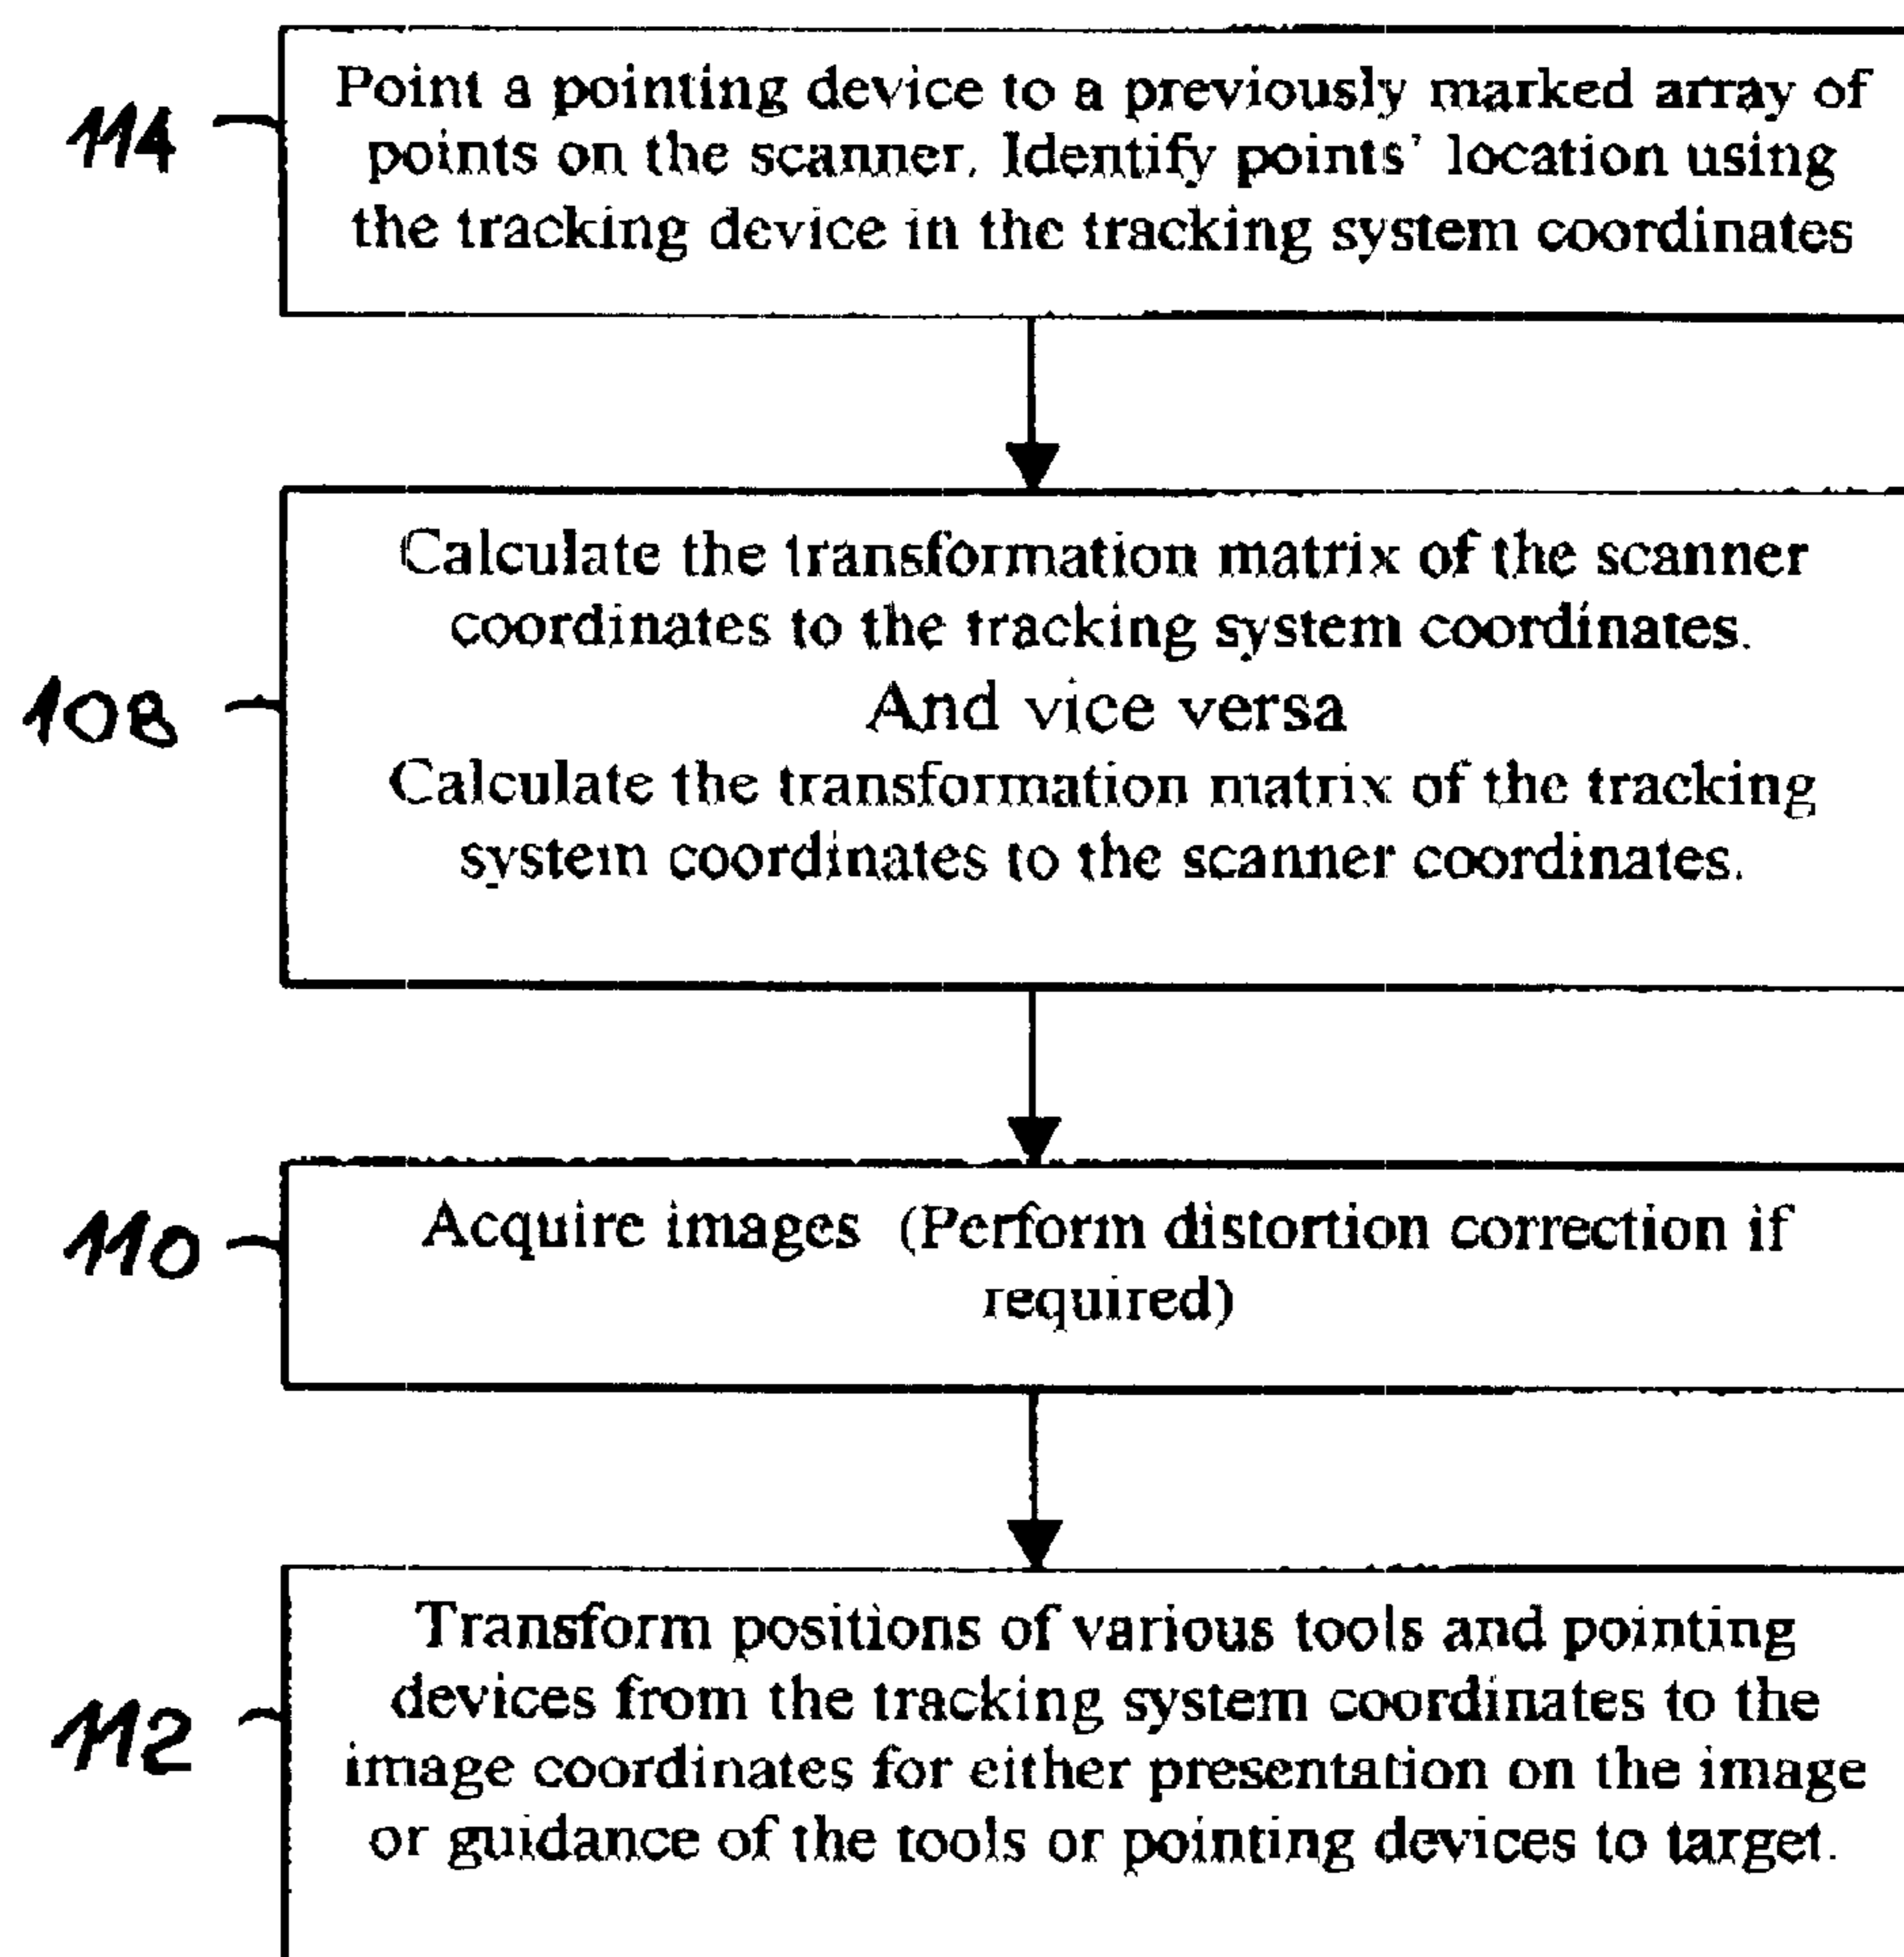 114
Point a pointing device to a previously marked array of
points on the scanner. Identify points' location using
the tracking device in the tracking system coordinates
108
Calculate the transformation matrix of the scanner
coordinates to the tracking system coordinates.
And vice versa
Calculate the transformation matrix of the tracking
system coordinates to the scanner coordinates.
110
Acquire images (Perform distortion correction if
required)
112
Transform positions of various tools and pointing
devices from the tracking system coordinates to the
image coordinates for either presentation on the image
or guidance of the tools or pointing devices to target.